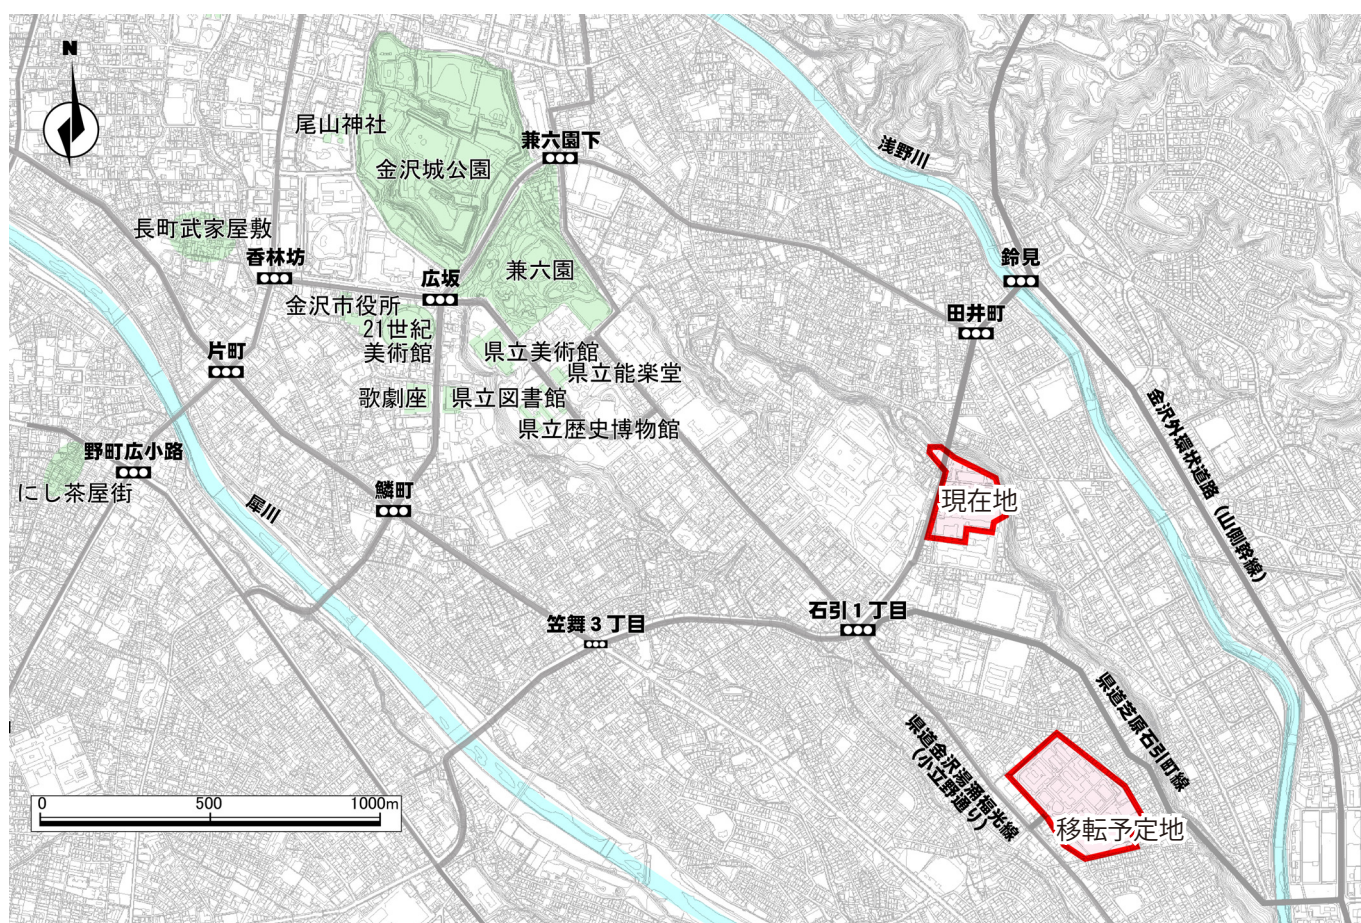 N
尾山神社
兼六園下
浅野川
金沢城公園
長町武家屋敷
香林坊
広坂
兼六園
鈴見
金沢市役所
21世紀
美術館
田井町
片町
県立美術館
県立能楽堂
歌劇座
県立図書館
県立歴史博物館
金沢外環状道路(山側幹線)
野町広小路
にし茶屋街
鱗町
犀川
現在地
石引1丁目
笠舞3丁目
県道芝原石引町線
県道金沢湯涌福光線
(小立野通り)
移転予定地
0 500 1000m